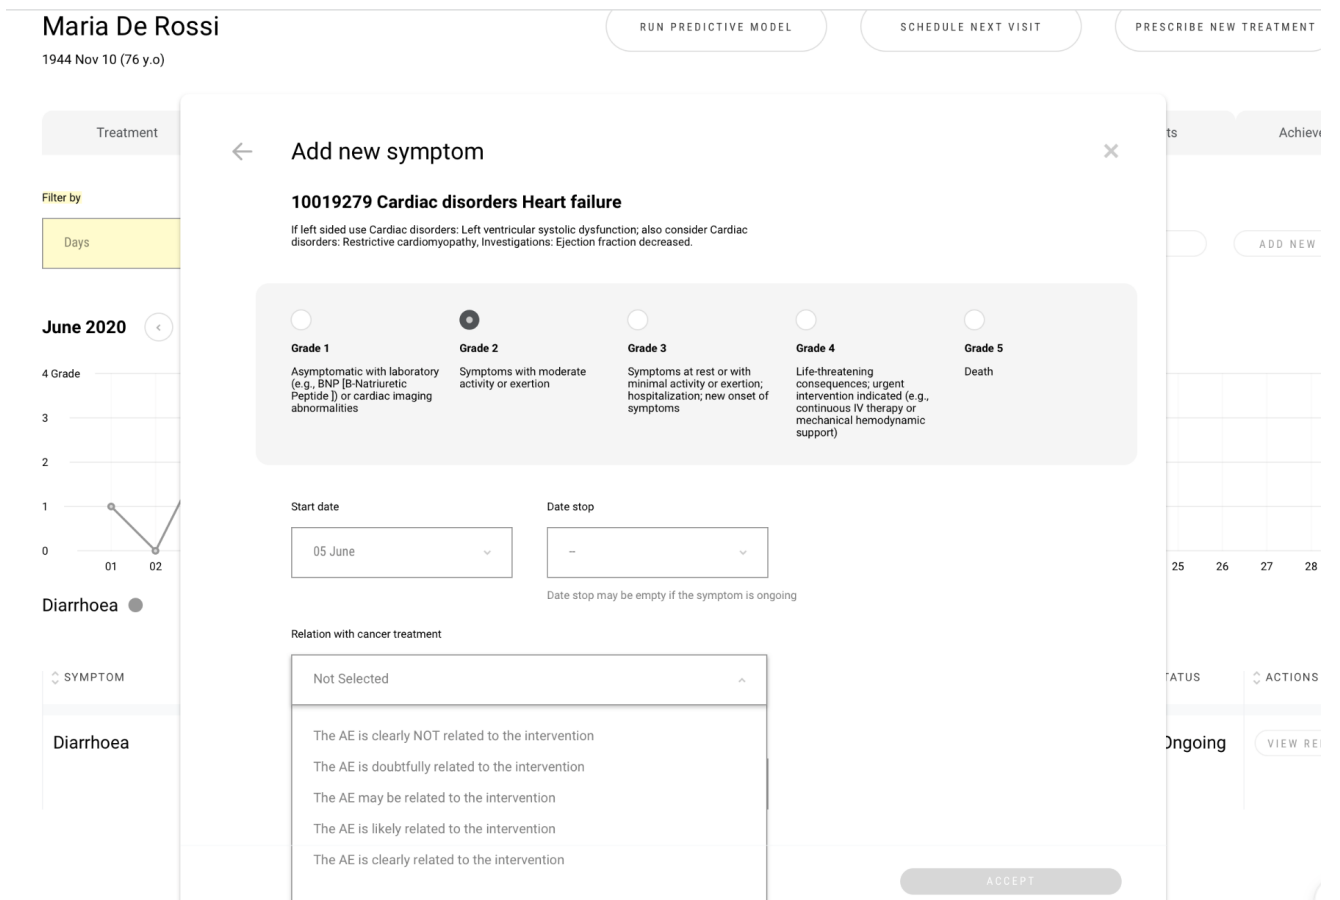 Maria De Rossi
1944 Nov 10 (76 y.o)
RUN PREDICTIVE MODEL
SCHEDULE NEXT VISIT
PRESCRIBE NEW TREATMENT
Treatment
ts
Achieve
Add new symptom
10019279 Cardiac disorders Heart failure
If left sided use Cardiac disorders: Left ventricular systolic dysfunction; also consider Cardiac
disorders: Restrictive cardiomyopathy, Investigations: Ejection fraction decreased.
Filter by
Days
ADD NEW
June 2020
4 Grade
3
2
1
0
01 02
25 26 27 28
Diarrhoea
Grade 1
Asymptomatic with laboratory
(e.g., BNP [B-Natriuretic
Peptide ]) or cardiac imaging
abnormalities
Grade 2
Symptoms with moderate
activity or exertion
Grade 3
Symptoms at rest or with
minimal activity or exertion;
hospitalization; new onset of
symptoms
Grade 4
Life-threatening
consequences; urgent
intervention indicated (e.g.,
continuous IV therapy or
mechanical hemodynamic
support)
Grade 5
Death
Start date
05 June
Date stop
–
Date stop may be empty if the symptom is ongoing
Relation with cancer treatment
Not Selected
The AE is clearly NOT related to the intervention
The AE is doubtfully related to the intervention
The AE may be related to the intervention
The AE is likely related to the intervention
The AE is clearly related to the intervention
ACCEPT
SYMPTOM
TATUS
ACTIONS
Diarrhoea
Ongoing
VIEW RE